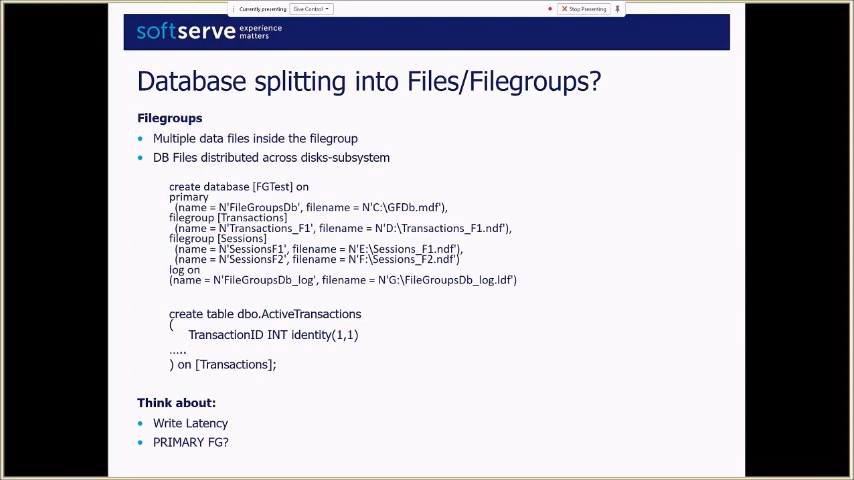 Currently presenting
Give Control
Stop Presenting
softserve experience
matters
Database splitting into Files/Filegroups?
Filegroups
• Multiple data files inside the filegroup
• DB Files distributed across disks-subsystem
create database [FGTest] on
primary
(name = N'FileGroupsDb', filename = N'C:\GFDb.mdf'),
filegroup [Transactions]
(name = N'Transactions_F1', filename = N'D:\Transactions_F1.ndf'),
filegroup [Sessions]
(name = N'SessionsF1', filename = N'E:\Sessions_F1.ndf'),
(name = N'SessionsF2', filename = N'F:\Sessions_F2.ndf')
log on
(name = N'FileGroupsDb_log', filename = N'G:\FileGroupsDb_log.ldf')
create table dbo.ActiveTransactions
(
TransactionID INT identity(1,1)
.....
) on [Transactions];
Think about:
• Write Latency
• PRIMARY FG?